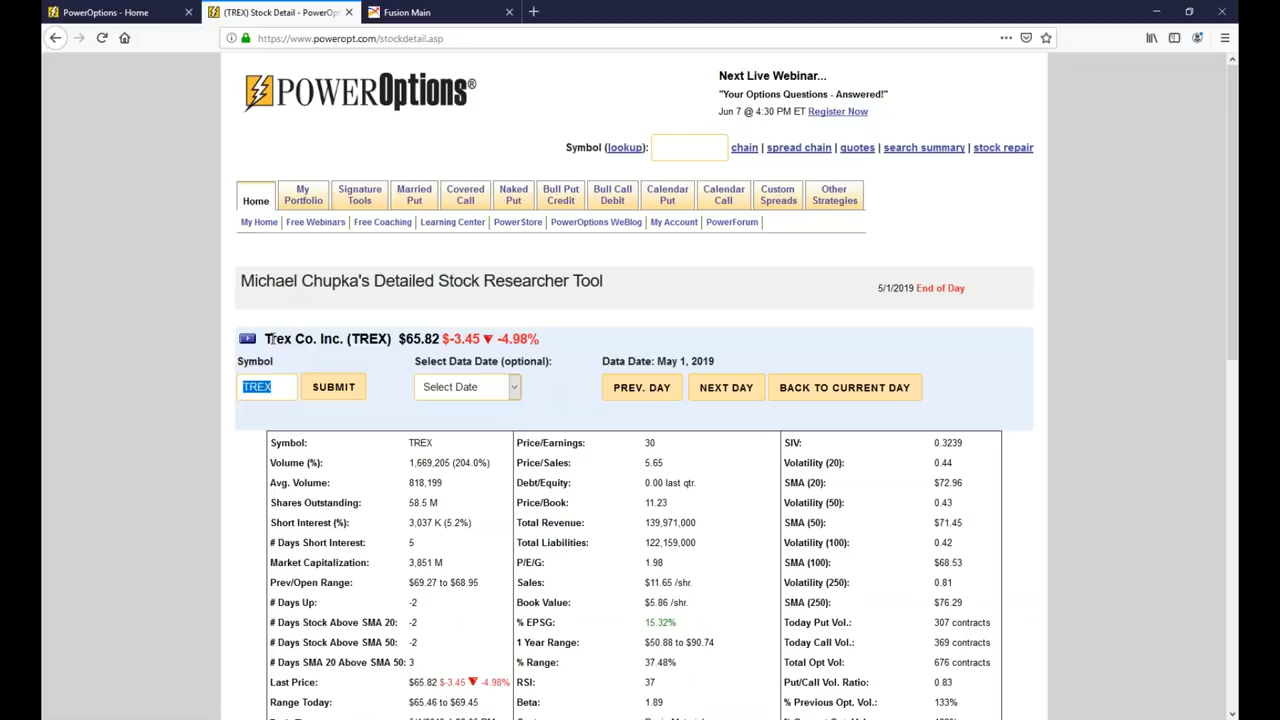 PowerOptions - Home
(TREX) Stock Detail - PowerOpt
Fusion Main
https://www.poweropt.com/stockdetail.asp
POWEROptions®
Next Live Webinar...
"Your Options Questions - Answered!"
Jun 7 @ 4:30 PM ET Register Now
Symbol (lookup): chain | spread chain | quotes | search summary | stock repair
Home My Portfolio Signature Tools Married Put Covered Call Naked Put Bull Put Credit Bull Call Debit Calendar Put Calendar Call Custom Spreads Other Strategies
My Home | Free Webinars | Free Coaching | Learning Center | PowerStore | PowerOptions WeBlog | My Account | PowerForum |
Michael Chupka's Detailed Stock Researcher Tool
5/1/2019 End of Day
Trex Co. Inc. (TREX) $65.82 $-3.45 ▼ -4.98%
Symbol Select Data Date (optional): Data Date: May 1, 2019
TREX SUBMIT Select Date PREV. DAY NEXT DAY BACK TO CURRENT DAY
Symbol: TREX Price/Earnings: 30 SIV: 0.3239
Volume (%): 1,669,205 (204.0%) Price/Sales: 5.65 Volatility (20): 0.44
Avg. Volume: 818,199 Debt/Equity: 0.00 last qtr. SMA (20): $72.96
Shares Outstanding: 58.5 M Price/Book: 11.23 Volatility (50): 0.43
Short Interest (%): 3,037 K (5.2%) Total Revenue: 139,971,000 SMA (50): $71.45
# Days Short Interest: 5 Total Liabilities: 122,159,000 Volatility (100): 0.42
Market Capitalization: 3,851 M P/E/G: 1.98 SMA (100): $68.53
Prev/Open Range: $69.27 to $68.95 Sales: $11.65 /shr. Volatility (250): 0.81
# Days Up: -2 Book Value: $5.86 /shr. SMA (250): $76.29
# Days Stock Above SMA 20: -2 % EPSG: 15.32% Today Put Vol.: 307 contracts
# Days Stock Above SMA 50: -2 1 Year Range: $50.88 to $90.74 Today Call Vol.: 369 contracts
# Days SMA 20 Above SMA 50: 3 % Range: 37.48% Total Opt Vol: 676 contracts
Last Price: $65.82 $-3.45 ▼ -4.98% RSI: 37 Put/Call Vol. Ratio: 0.83
Range Today: $65.46 to $69.45 Beta: 1.89 % Previous Opt. Vol.: 133%